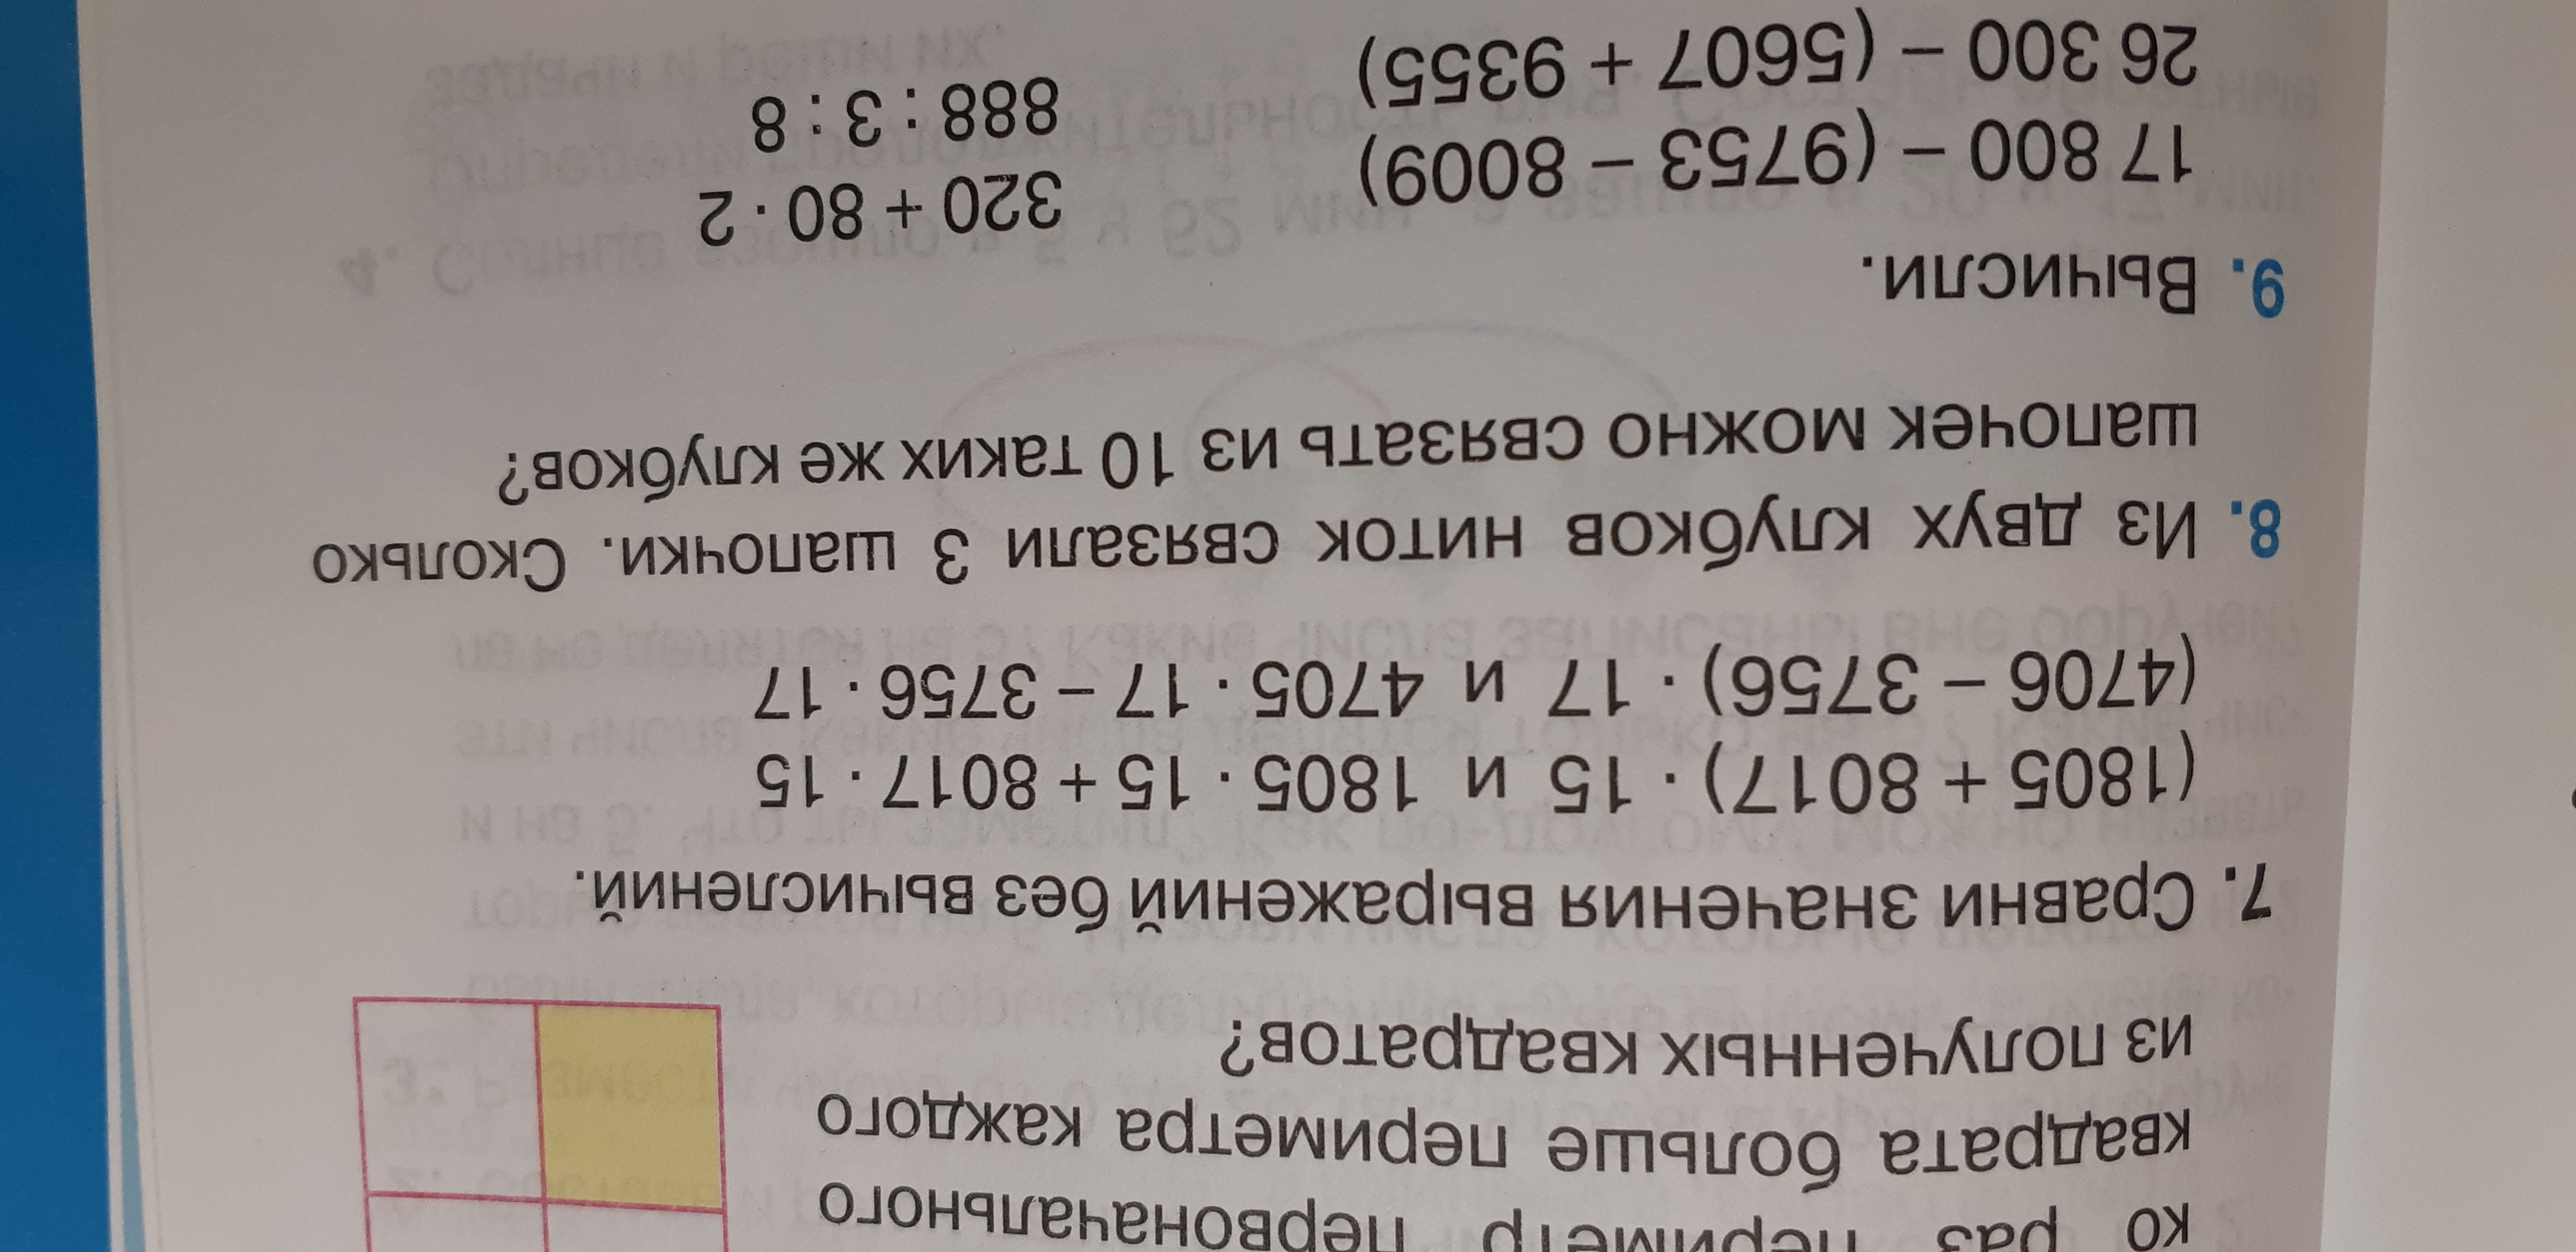 ко раз периметр первоначального
квадрата больше периметра каждого
из полученных квадратов?
7. Сравни значения выражений без вычислений.
(1805 + 8017) · 15 и 1805 · 15 + 8017 · 15
(4706 – 3756) · 17 и 4705 · 17 – 3756 · 17
8. Из двух клубков ниток связали 3 шапочки. Сколько
шапочек можно связать из 10 таких же клубков?
9. Вычисли.
17 800 – (9753 – 8009) 320 + 80 · 2
26 300 – (5607 + 9355) 888 : 3 : 8